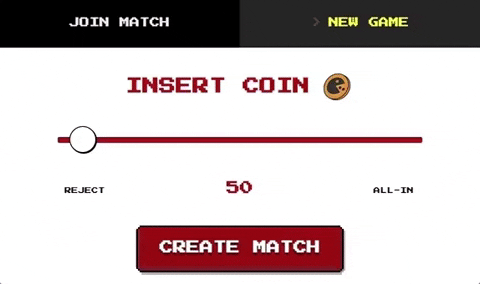 JOIN MATCH
> NEW GAME
INSERT COIN
REJECT
50
ALL-IN
CREATE MATCH